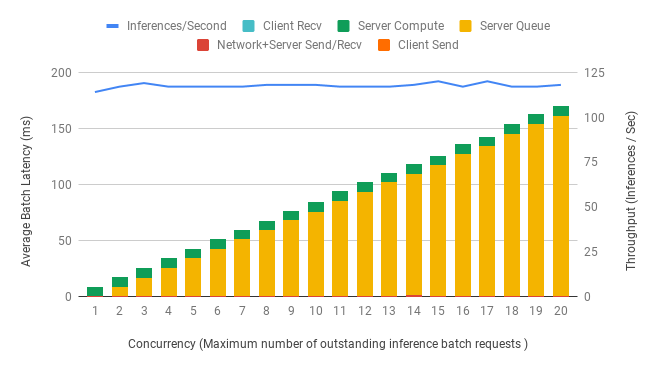 Inferences/Second Client Recv Server Compute Server Queue
Network+Server Send/Recv Client Send
200 125
150 100
75
100 50
50 25
0 0
Average Batch Latency (ms)
Throughput (Inferences / Sec)
1 2 3 4 5 6 7 8 9 10 11 12 13 14 15 16 17 18 19 20
Concurrency (Maximum number of outstanding inference batch requests )